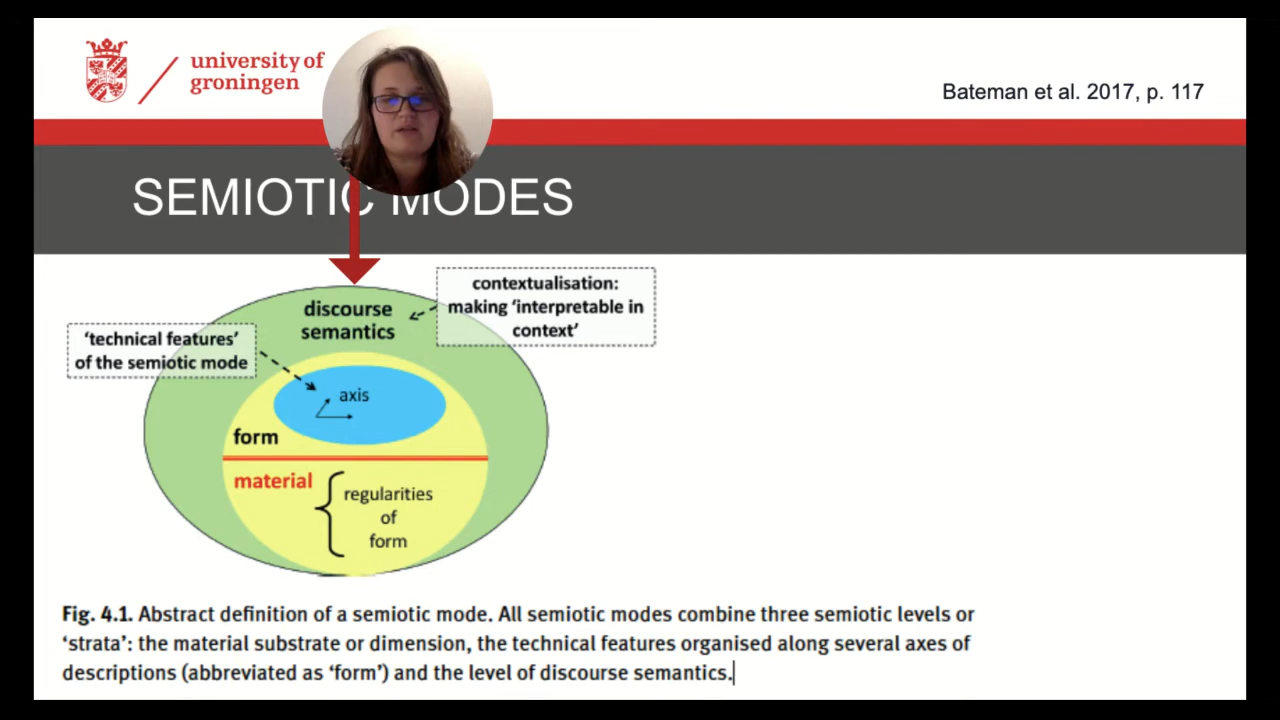 university of
groningen
Bateman et al. 2017, p. 117
SEMIOTIC MODES
contextualisation:
making ‘interpretable in
context’
discourse
semantics
‘technical features’
of the semiotic mode
axis
form
material
regularities
of
form
Fig. 4.1. Abstract definition of a semiotic mode. All semiotic modes combine three semiotic levels or
‘strata’: the material substrate or dimension, the technical features organised along several axes of
descriptions (abbreviated as ‘form’) and the level of discourse semantics.